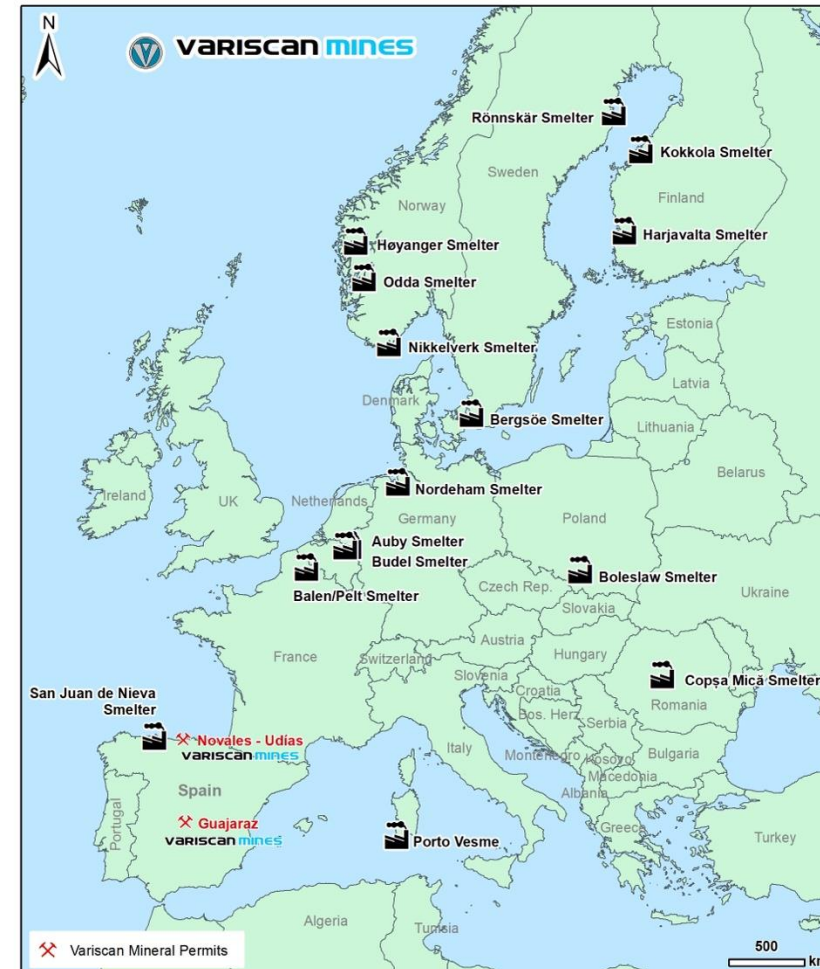 N
VARISCAN MINES
Rönnskär Smelter
Kokkola Smelter
Sweden
Finland
Norway
Harjavalta Smelter
Høyanger Smelter
Odda Smelter
Estonia
Nikkelverk Smelter
Latvia
Denmark
Bergsöe Smelter
Lithuania
Belarus
Nordeham Smelter
Ireland
UK
Netherlands
Germany
Poland
Auby Smelter
Budel Smelter
Boleslaw Smelter
Czech Rep.
Ukraine
Balen/Pelt Smelter
Slovakia
Austria
Hungary
France
Switzerland
Slovenia
Copșa Mică Smelter
Croatia
Romania
San Juan de Nieva
Smelter
Bos. Herz.
Serbia
Novales - Udías
VARISCAN MINES
Italy
Montenegro
Kosovo
Bulgaria
Macedonia
Albania
Spain
Portugal
Guajaraz
VARISCAN MINES
Porto Vesme
Greece
Turkey
Algeria
Tunisia
Variscan Mineral Permits
500
km